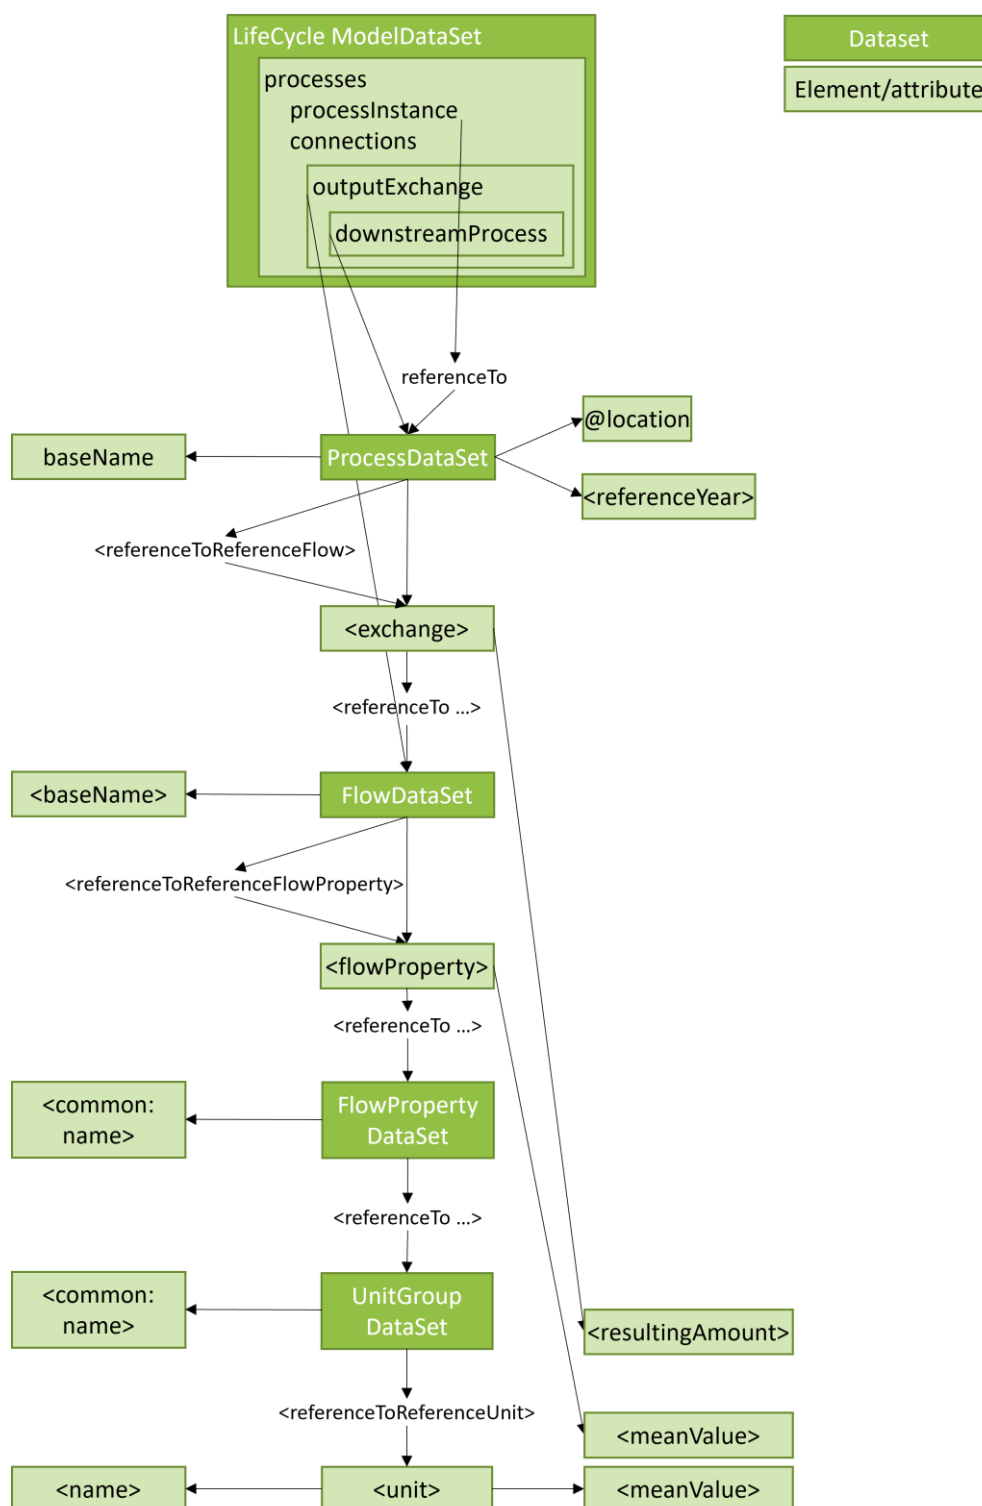 LifeCycle ModelDataSet
processes
processInstance
connections
outputExchange
downstreamProcess
Dataset
Element/attribute
referenceTo
@location
baseName
ProcessDataSet
<referenceYear>
<referenceToReferenceFlow>
<exchange>
<referenceTo ...>
<baseName>
FlowDataSet
<referenceToReferenceFlowProperty>
<flowProperty>
<referenceTo ...>
<common:
name>
FlowProperty
DataSet
<referenceTo ...>
<common:
name>
UnitGroup
DataSet
<resultingAmount>
<referenceToReferenceUnit>
<meanValue>
<name>
<unit>
<meanValue>